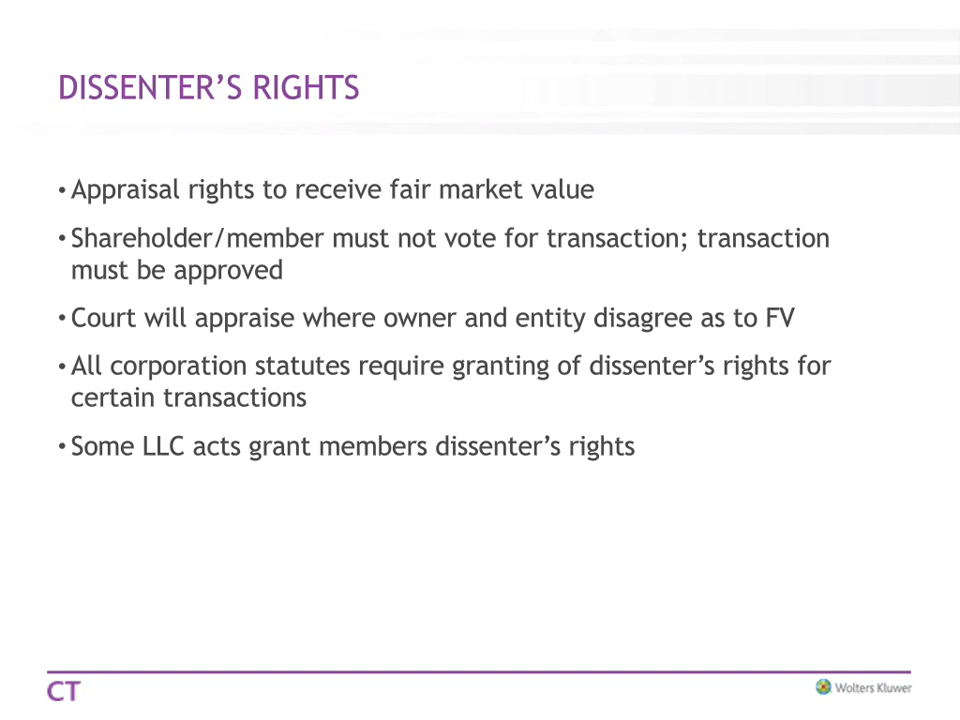 DISSENTER’S RIGHTS
• Appraisal rights to receive fair market value
• Shareholder/member must not vote for transaction; transaction
must be approved
• Court will appraise where owner and entity disagree as to FV
• All corporation statutes require granting of dissenter’s rights for
certain transactions
• Some LLC acts grant members dissenter’s rights
CT
Wolters Kluwer